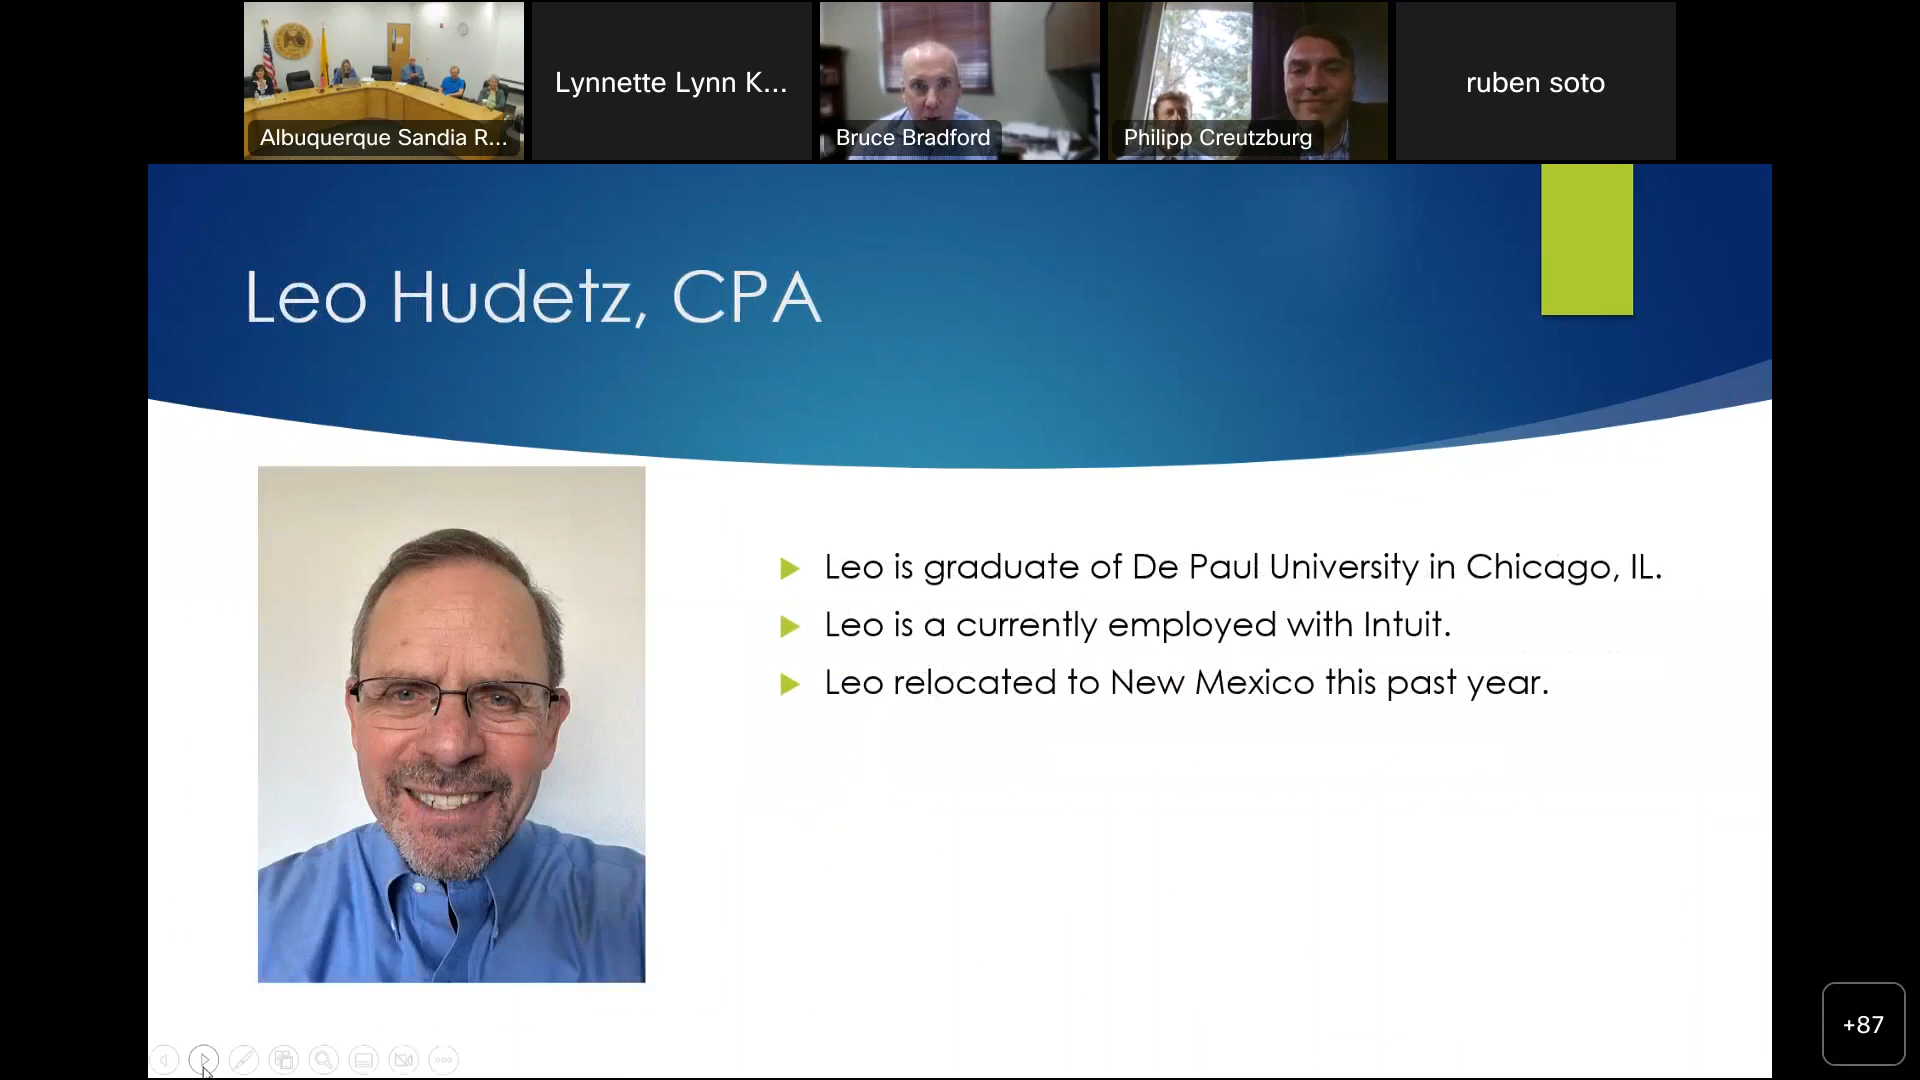 Albuquerque Sandia R...
Lynnette Lynn K...
Bruce Bradford
Philipp Creutzburg
ruben soto
Leo Hudetz, CPA
Leo is graduate of De Paul University in Chicago, IL.
Leo is a currently employed with Intuit.
Leo relocated to New Mexico this past year.
+87